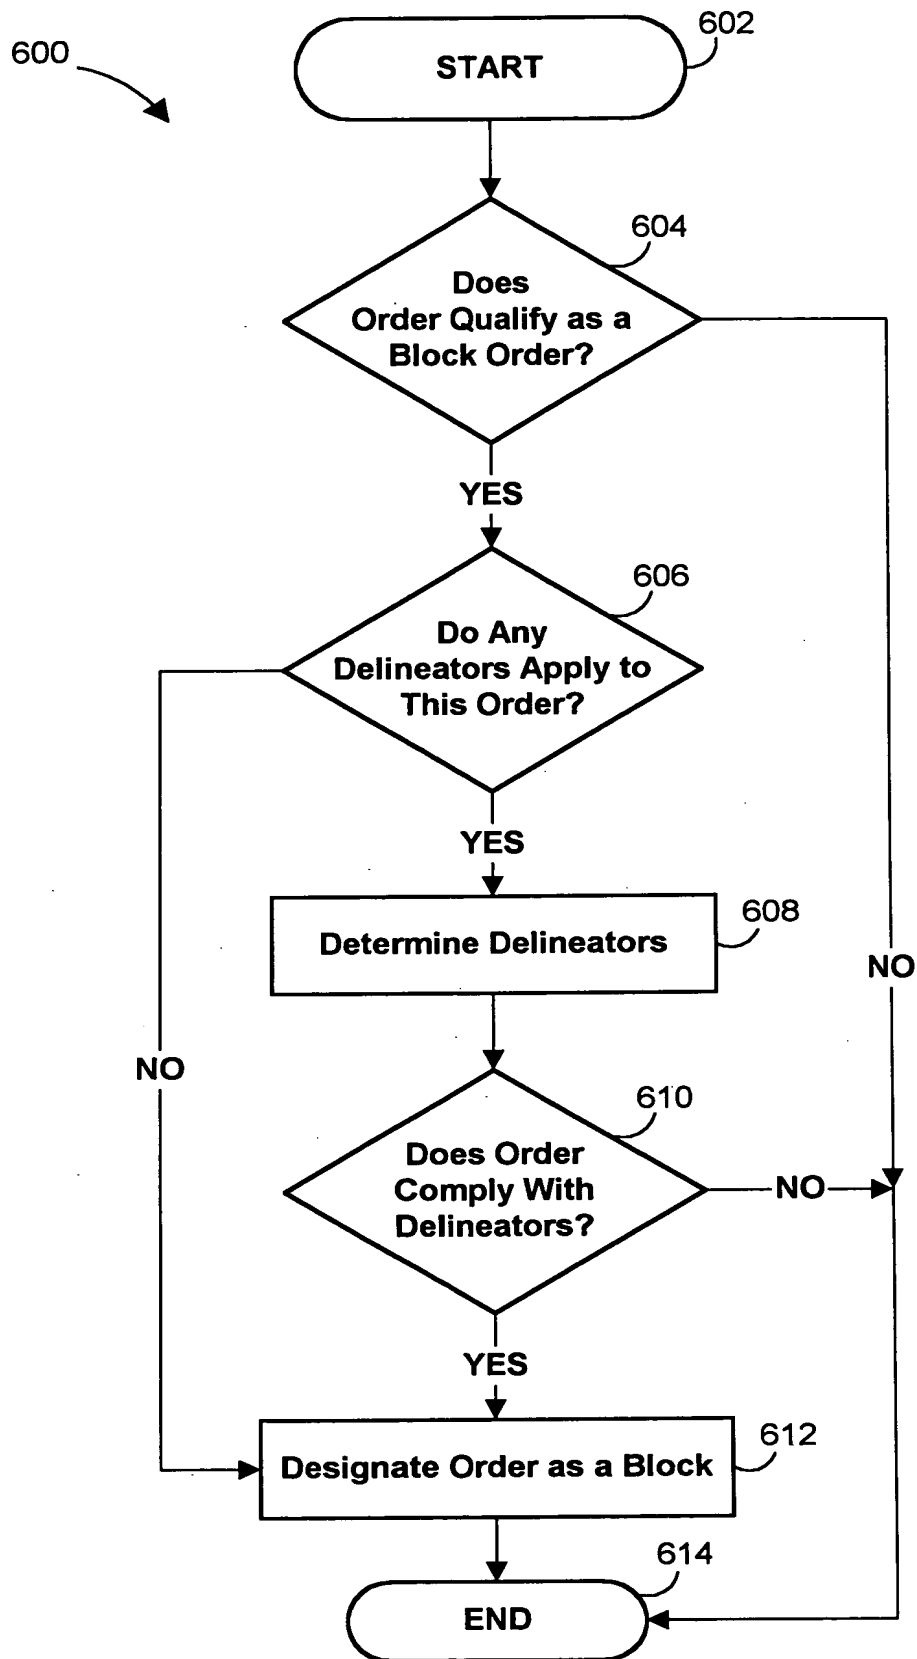 600
602
START
604
Does
Order Qualify as a
Block Order?
YES
606
Do Any
Delineators Apply to
This Order?
YES
608
Determine Delineators
NO
NO
610
Does Order
Comply With
Delineators?
NO
YES
612
Designate Order as a Block
614
END